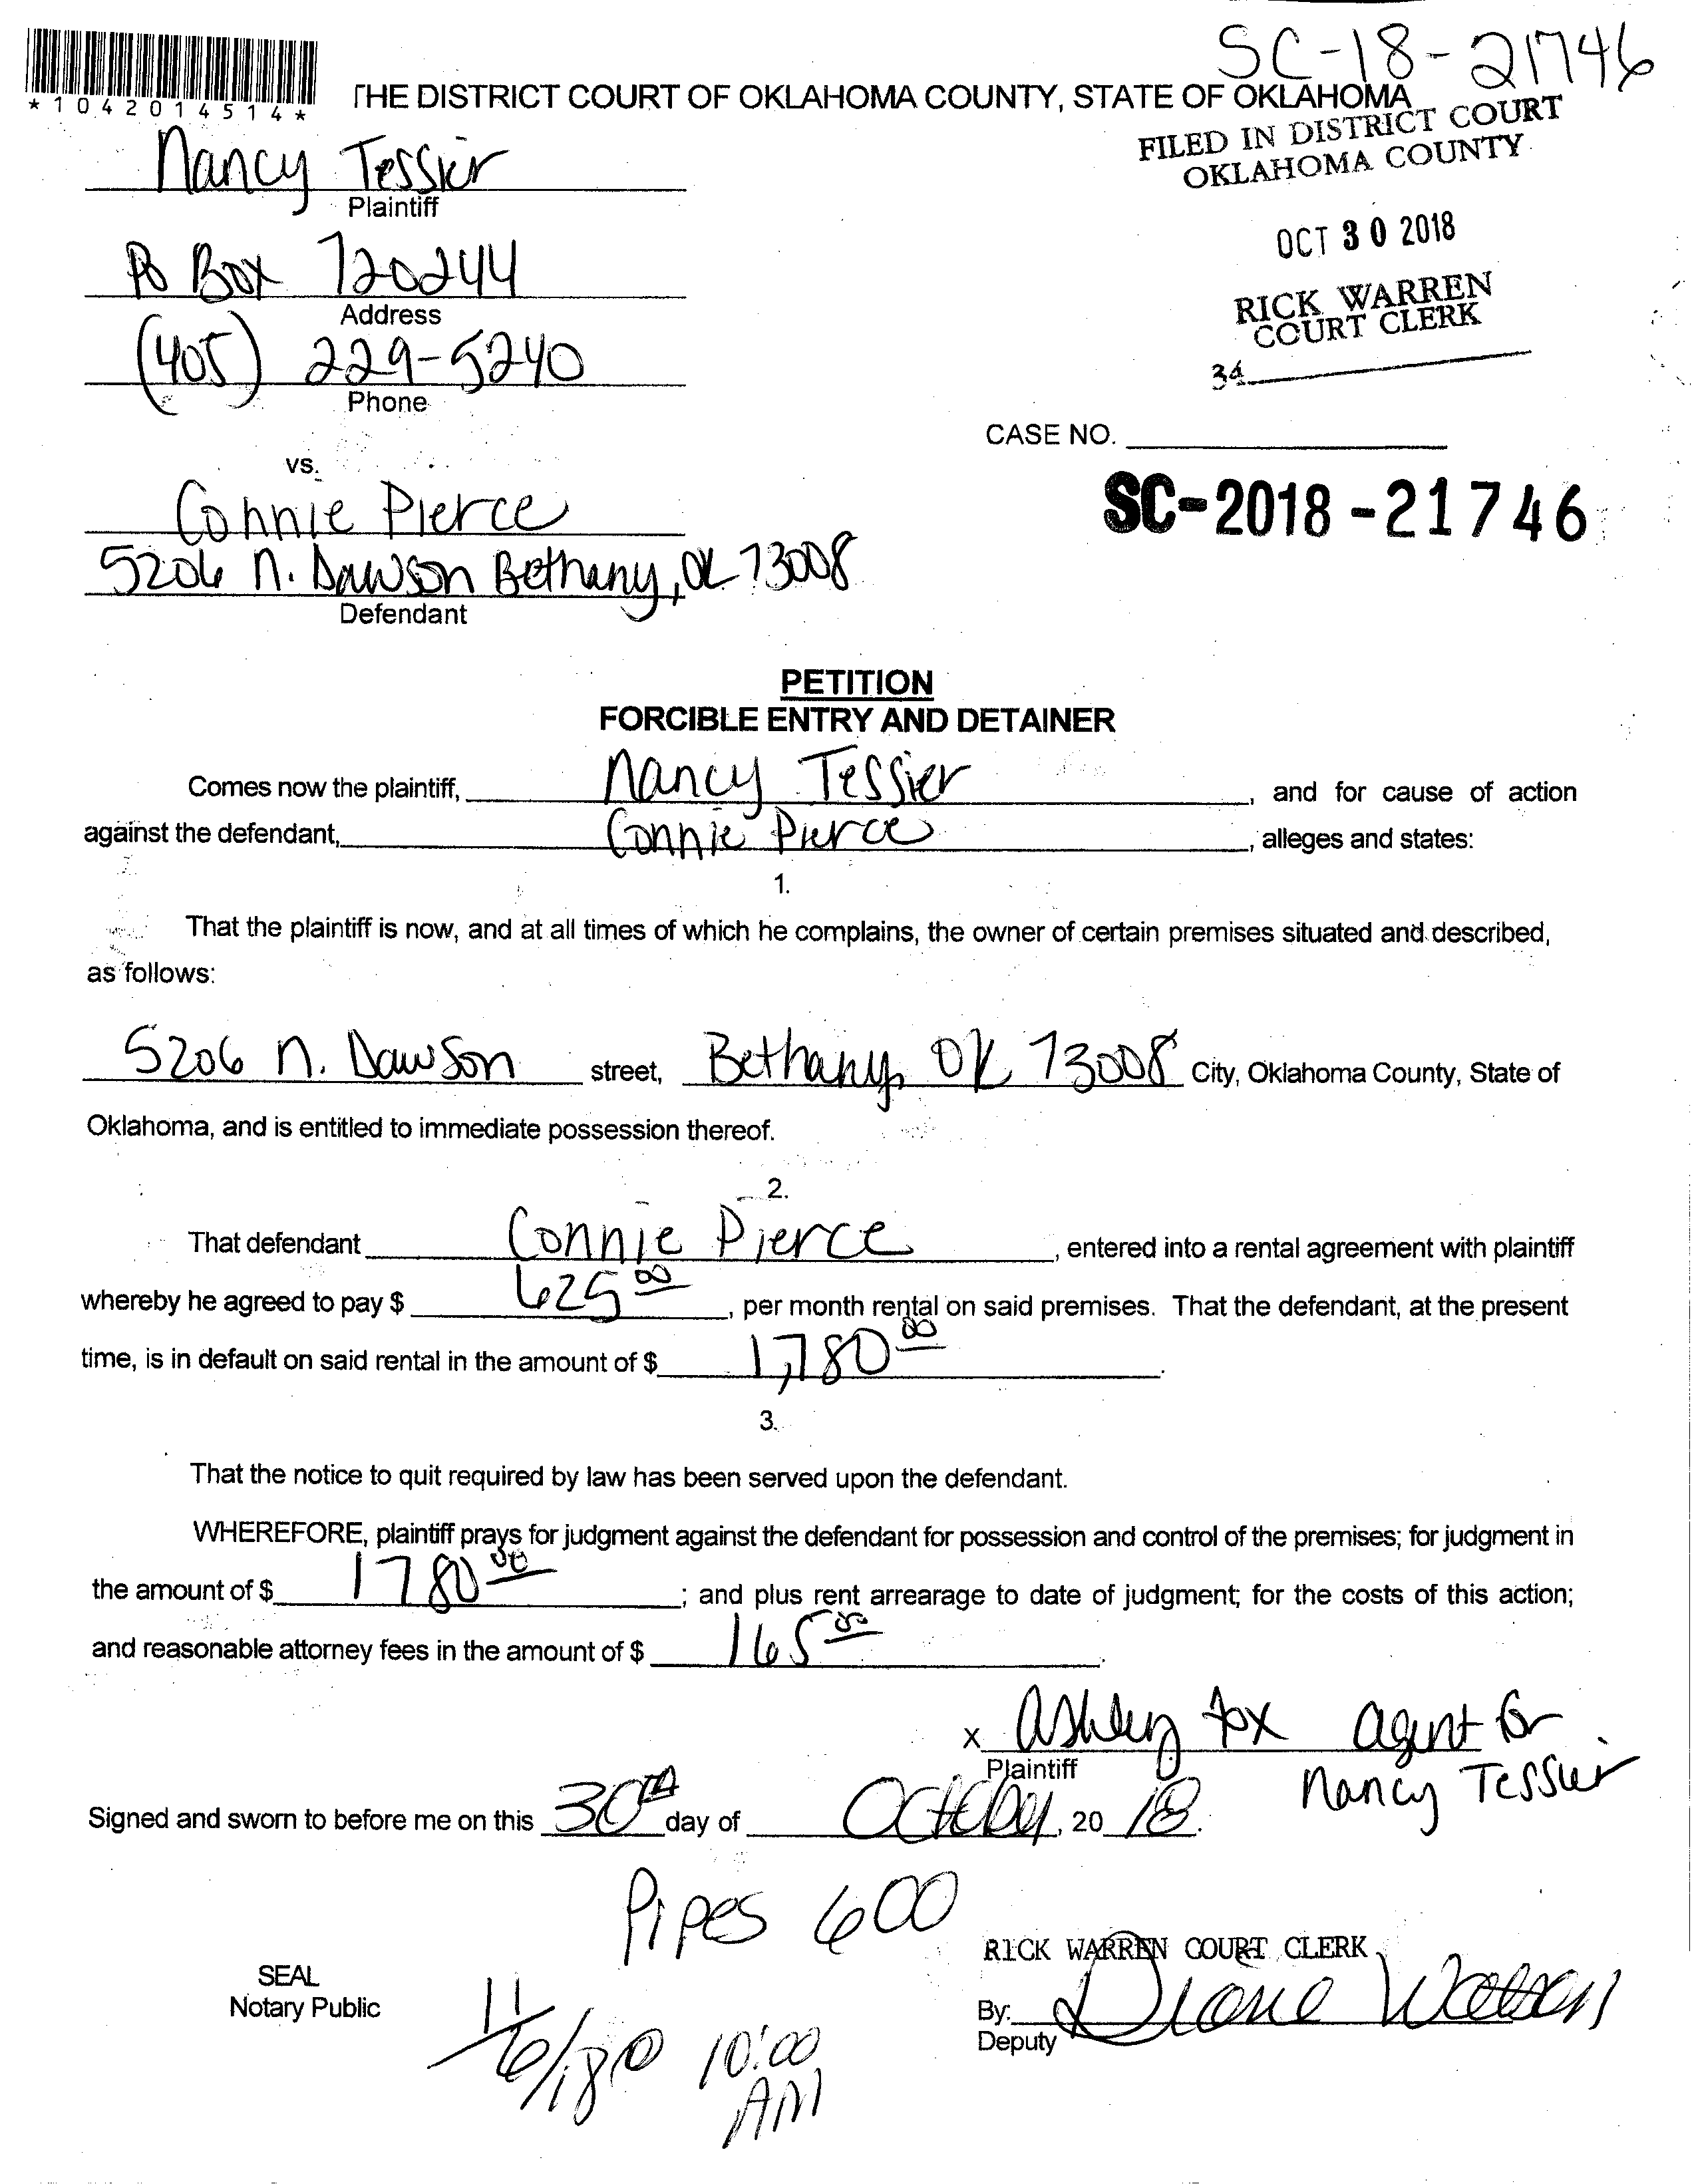 SC-18-21746
*1042014514*
THE DISTRICT COURT OF OKLAHOMA COUNTY, STATE OF OKLAHOMA
FILED IN DISTRICT COURT
OKLAHOMA COUNTY
Nancy Tessier
Plaintiff
OCT 30 2018
PO Box 720244
Address
RICK WARREN
COURT CLERK
(405) 229-5240
Phone
34
CASE NO.
vs.
SC-2018-21746
Connie Pierce
5206 N. Dawson Bethany, OK 73008
Defendant
PETITION
FORCIBLE ENTRY AND DETAINER
Comes now the plaintiff, Nancy Tessier, and for cause of action
against the defendant, Connie Pierce, alleges and states:
1.
That the plaintiff is now, and at all times of which he complains, the owner of certain premises situated and described,
as follows:
5206 N. Dawson street, Bethany, OK 73008 City, Oklahoma County, State of
Oklahoma, and is entitled to immediate possession thereof.
2.
That defendant Connie Pierce, entered into a rental agreement with plaintiff
whereby he agreed to pay $ 625 00, per month rental on said premises. That the defendant, at the present
time, is in default on said rental in the amount of $ 1,780 00.
3.
That the notice to quit required by law has been served upon the defendant.
WHEREFORE, plaintiff prays for judgment against the defendant for possession and control of the premises; for judgment in
the amount of $ 1780 00; and plus rent arrearage to date of judgment; for the costs of this action;
and reasonable attorney fees in the amount of $ 165 00.
x Ashley Fox agent for
Plaintiff
Nancy Tessier
Signed and sworn to before me on this 30th day of October, 20 18.
Pipes 600
RICK WARREN COURT CLERK
SEAL
Notary Public
By: Diane Watson
Deputy
11/6/18 @ 10:00
AM